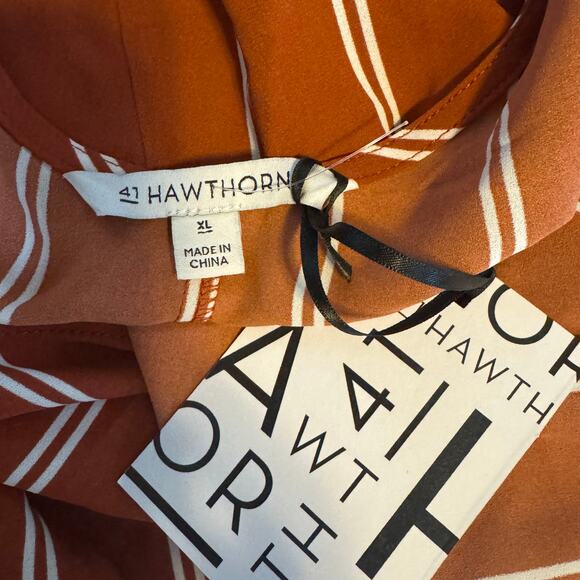 41 HAWTHORN
XL
MADE IN
CHINA
HAWTH
OR
41
A
WT
H
OR